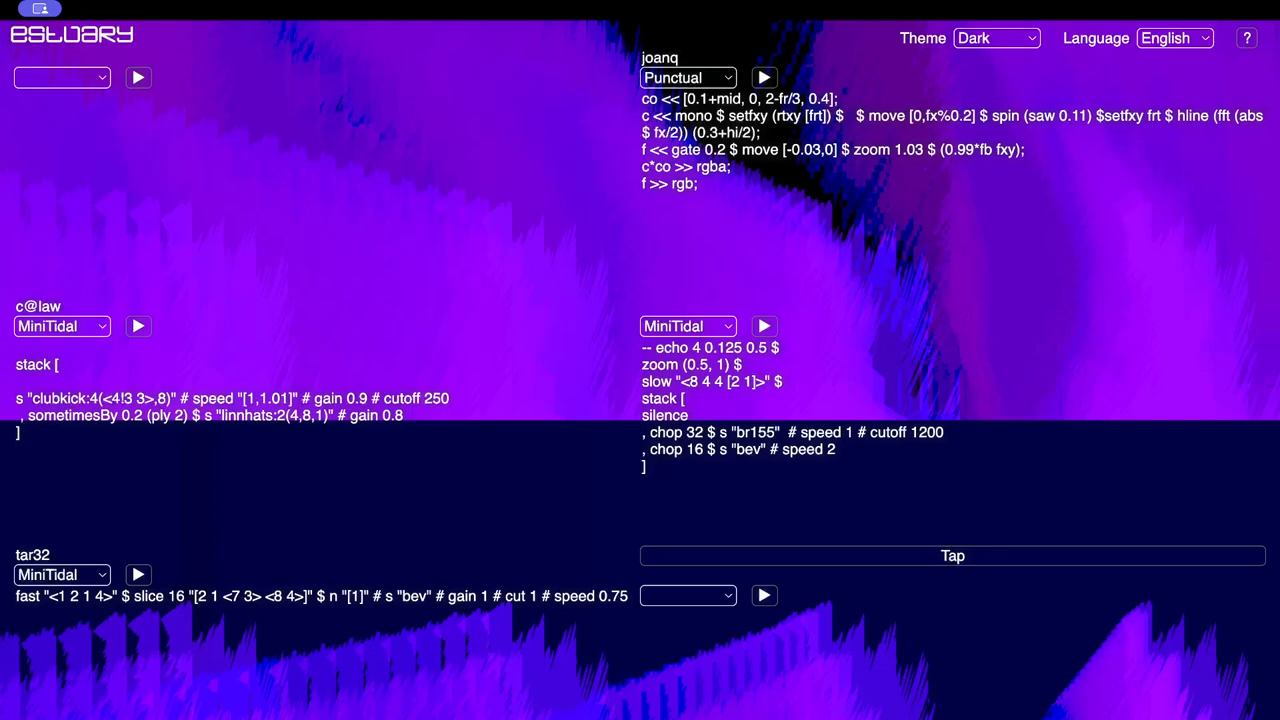 estuary
Theme Dark Language English ?
joanq
Punctual
co << [0.1+mid, 0, 2-fr/3, 0.4];
c << mono $ setfxy (rtxy [frt]) $   $ move [0,fx%0.2] $ spin (saw 0.11) $setfxy frt $ hline (fft (abs
$ fx/2)) (0.3+hi/2);
f << gate 0.2 $ move [-0.03,0] $ zoom 1.03 $ (0.99*fb fxy);
c*co >> rgba;
f >> rgb;
c@law
MiniTidal
stack [
s "clubkick:4(<4!3 3>,8)" # speed "[1,1.01]" # gain 0.9 # cutoff 250
, sometimesBy 0.2 (ply 2) $ s "linnhats:2(4,8,1)" # gain 0.8
]
MiniTidal
-- echo 4 0.125 0.5 $
zoom (0.5, 1) $
slow "<8 4 4 [2 1]>" $
stack [
silence
, chop 32 $ s "br155"  # speed 1 # cutoff 1200
, chop 16 $ s "bev" # speed 2
]
tar32
MiniTidal
fast "<1 2 1 4>" $ slice 16 "[2 1 <7 3> <8 4>]" $ n "[1]" # s "bev" # gain 1 # cut 1 # speed 0.75
Tap